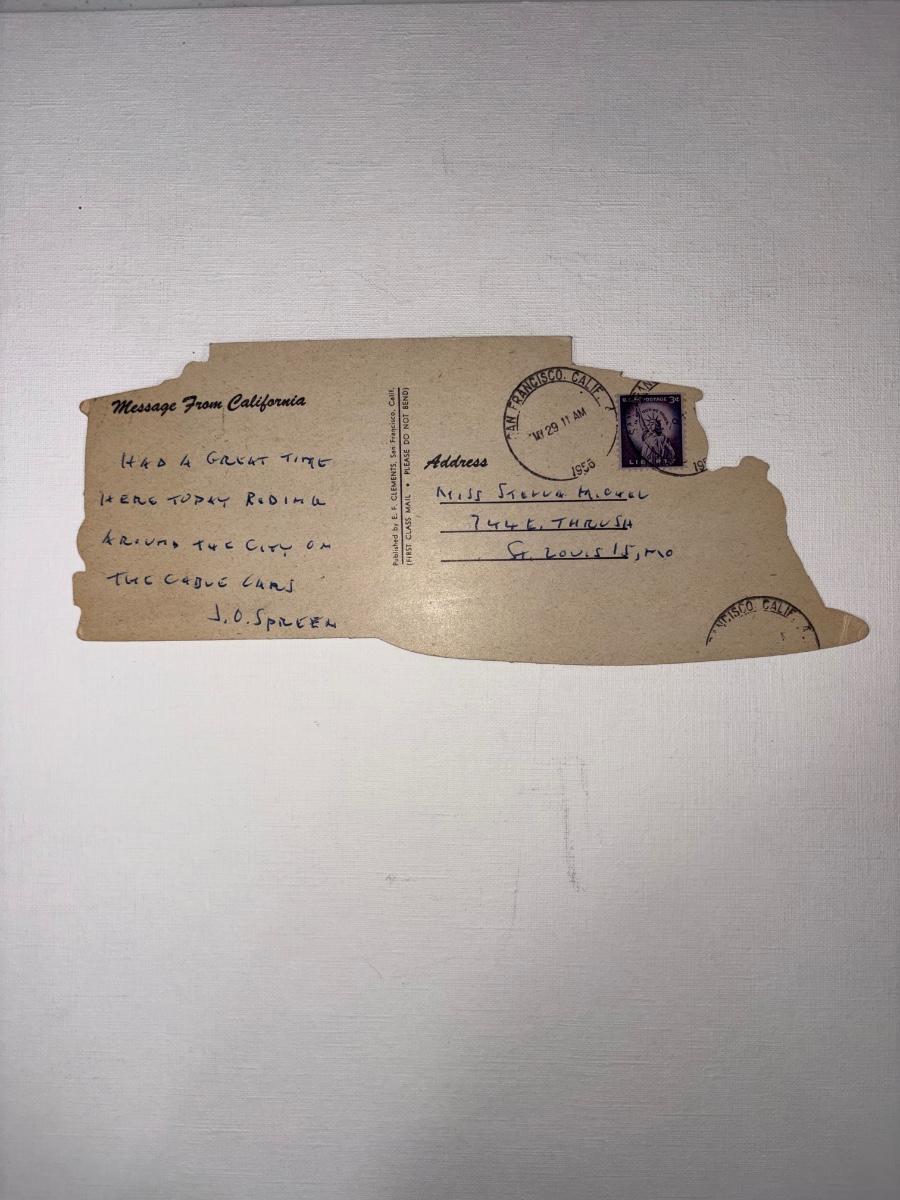 Message From California
HAD A GREAT TIME
HERE TODAY RIDING
AROUND THE CITY ON
THE CABLE CARS
J.O. SPREEN
Published by E. F. CLEMENTS, San Francisco, Calif.
(FIRST CLASS MAIL • PLEASE DO NOT BEND)
SAN FRANCISCO, CALIF.
MY 29 11 AM
1956
U.S. POSTAGE 3¢
LIBERTY
Address
MISS STELLA MICHEL
744 E. THRUSH
ST. LOUIS 15, MO
ANCISCO, CALIF.